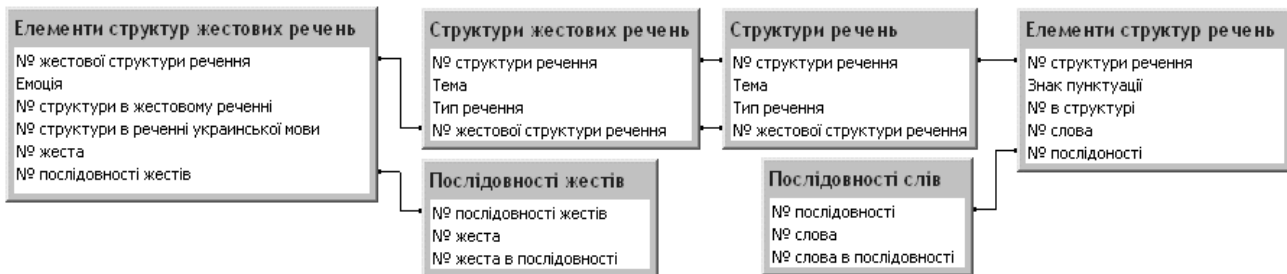 Елементи структур жестових речень
№ жестової структури речення
Емоція
№ структури в жестовому реченні
№ структури в реченні украинської мови
№ жеста
№ послідовності жестів
Структури жестових речень
№ структури речення
Тема
Тип речення
№ жестової структури речення
Структури речень
№ структури речення
Тема
Тип речення
№ жестової структури речення
Елементи структур речень
№ структури речення
Знак пунктуації
№ в структурі
№ слова
№ послідоності
Послідовності жестів
№ послідовності жестів
№ жеста
№ жеста в послідовності
Послідовності слів
№ послідовності
№ слова
№ слова в послідовності